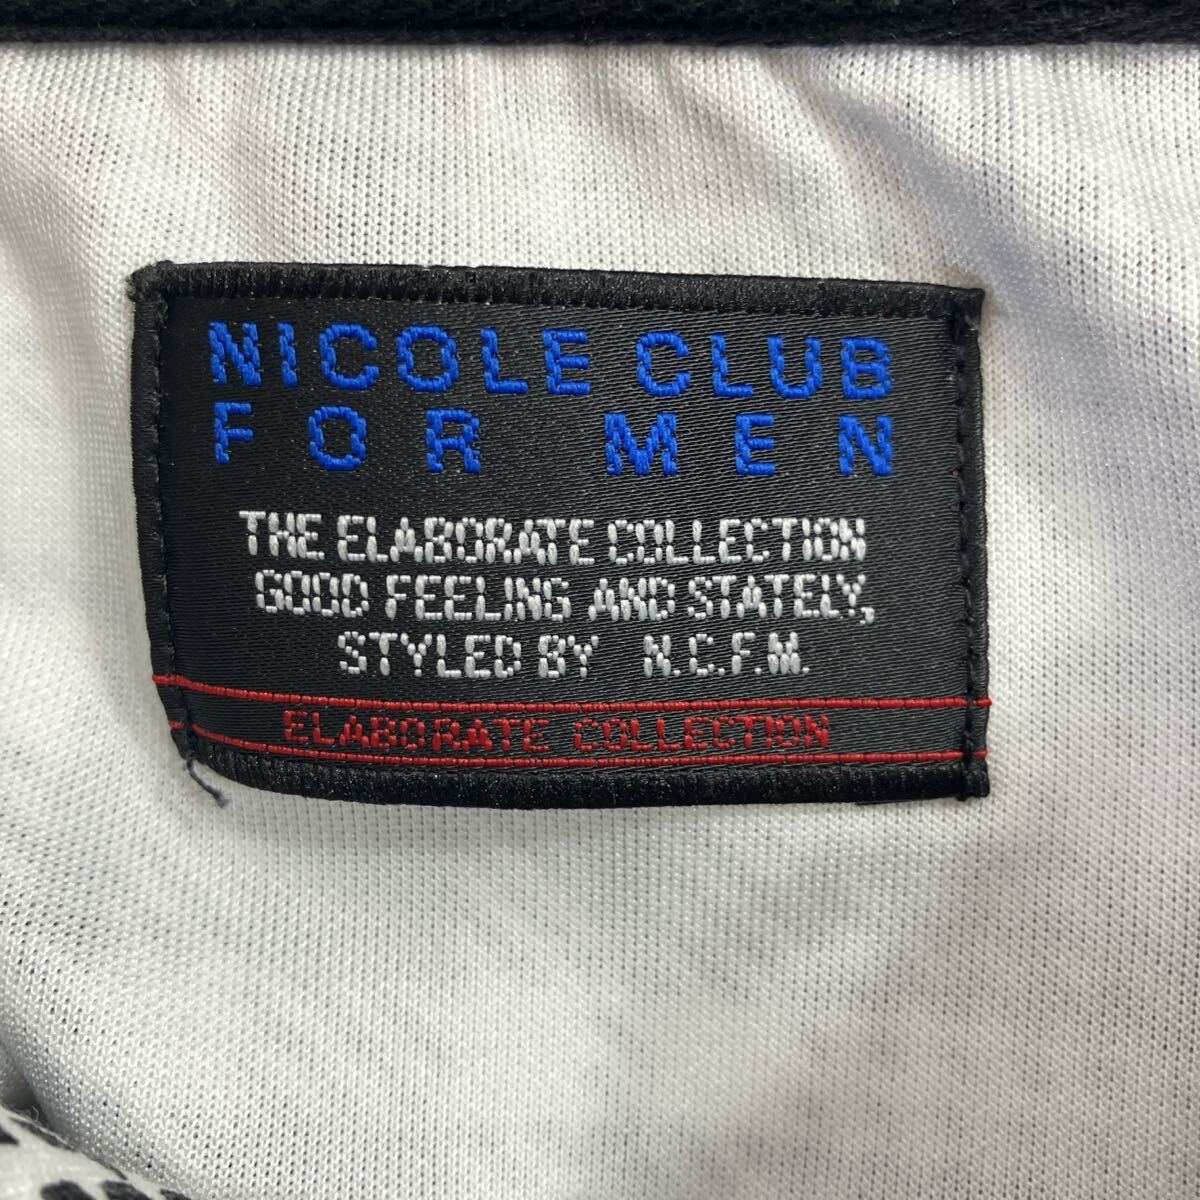 NICOLE CLUB
FOR MEN
THE ELABORATE COLLECTION
GOOD FEELING AND STATELY,
STYLED BY N.C.F.M.
ELABORATE COLLECTION